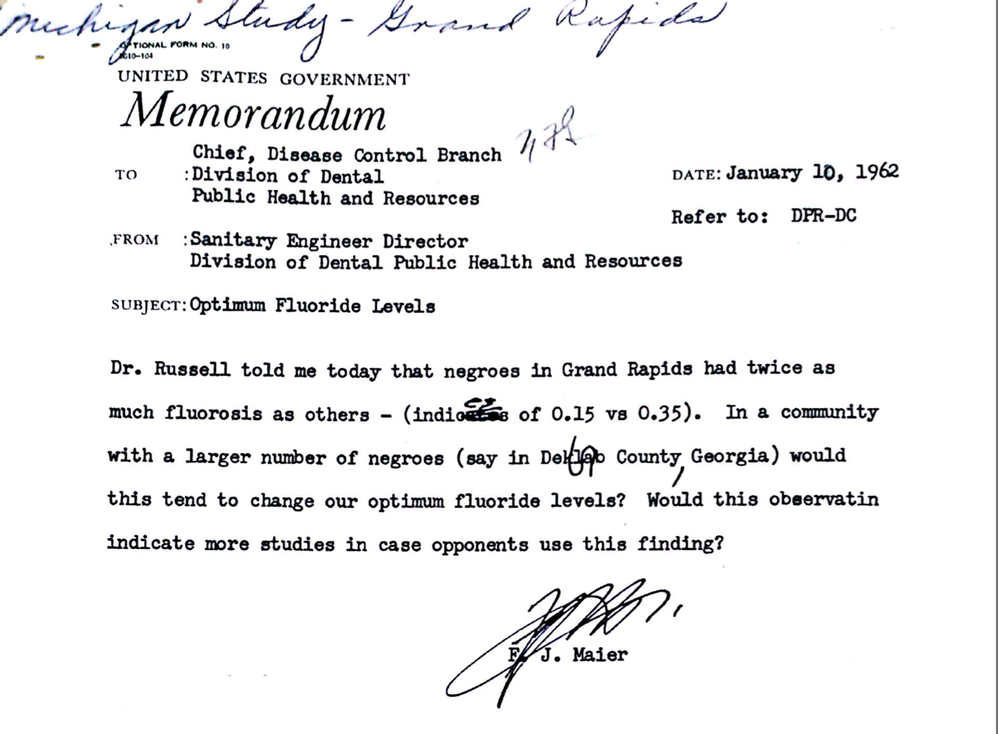 Michigan Study - Grand Rapids
OPTIONAL FORM NO. 10
5010-104
UNITED STATES GOVERNMENT
Memorandum
Chief, Disease Control Branch
TO :Division of Dental
Public Health and Resources
DATE: January 10, 1962
Refer to: DPR-DC
FROM :Sanitary Engineer Director
Division of Dental Public Health and Resources
SUBJECT: Optimum Fluoride Levels
Dr. Russell told me today that negroes in Grand Rapids had twice as
much fluorosis as others - (indices of 0.15 vs 0.35). In a community
with a larger number of negroes (say in DeKalb County, Georgia) would
this tend to change our optimum fluoride levels? Would this observatin
indicate more studies in case opponents use this finding?
F. J. Maier